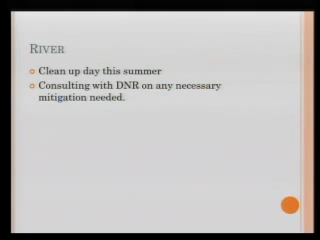 RIVER
Clean up day this summer
Consulting with DNR on any necessary
mitigation needed.